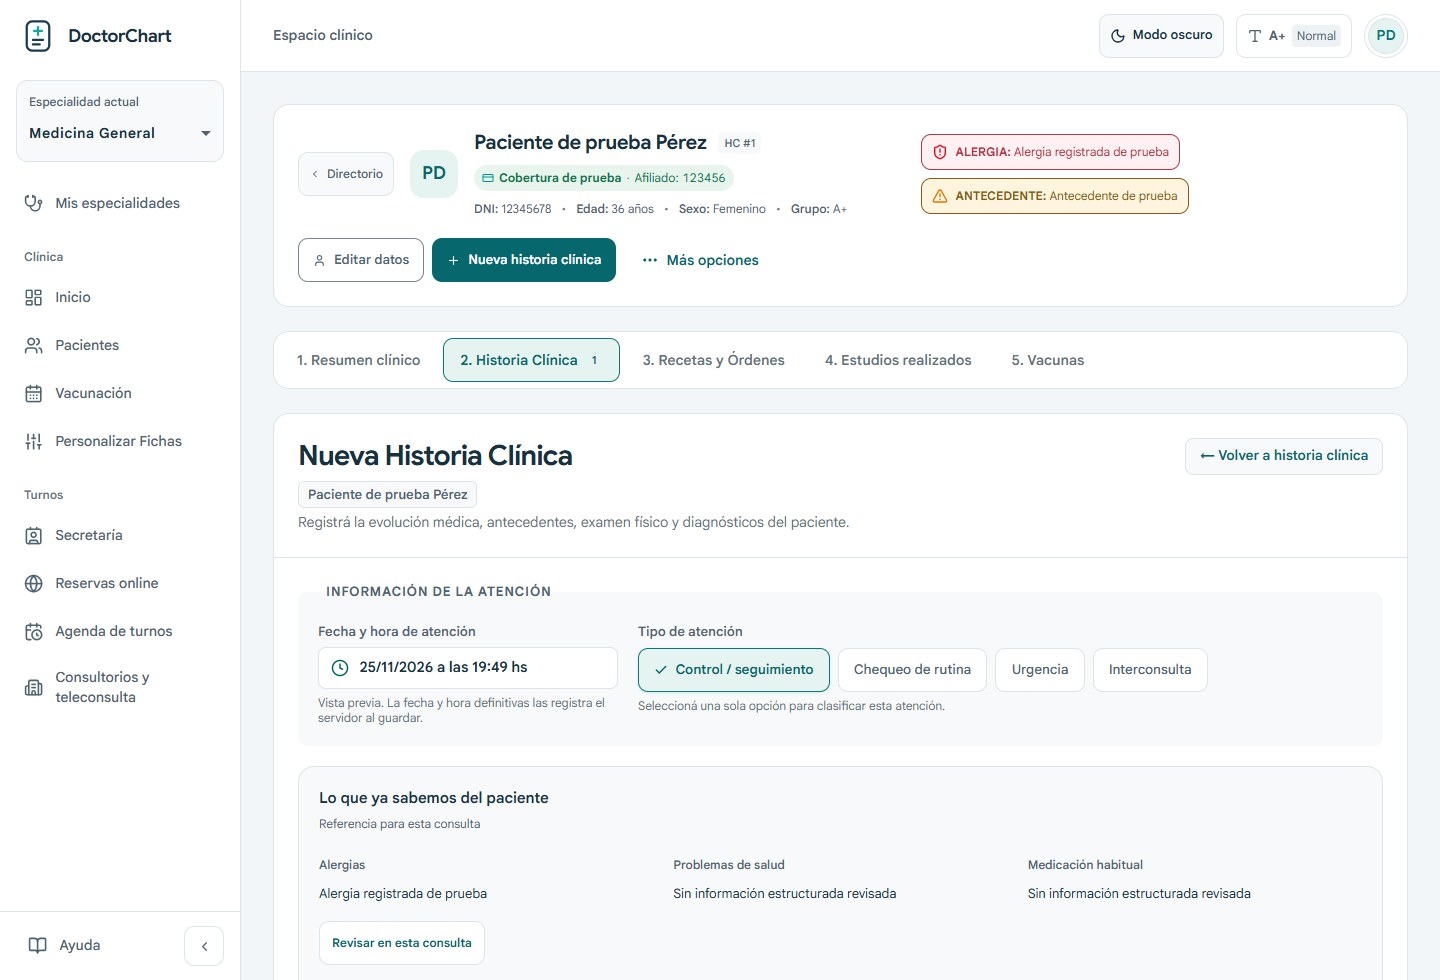 DoctorChart
Especialidad actual
Medicina General
Mis especialidades
Clínica
Inicio
Pacientes
Vacunación
Personalizar Fichas
Turnos
Secretaría
Reservas online
Agenda de turnos
Consultorios y
teleconsulta
Ayuda
Espacio clínico
Modo oscuro
A+ Normal
PD
Directorio
PD
Paciente de prueba Pérez HC #1
Cobertura de prueba · Afiliado: 123456
DNI: 12345678 • Edad: 36 años • Sexo: Femenino • Grupo: A+
ALERGIA: Alergia registrada de prueba
ANTECEDENTE: Antecedente de prueba
Editar datos
+ Nueva historia clínica
··· Más opciones
1. Resumen clínico
2. Historia Clínica 1
3. Recetas y Órdenes
4. Estudios realizados
5. Vacunas
Nueva Historia Clínica
← Volver a historia clínica
Paciente de prueba Pérez
Registrá la evolución médica, antecedentes, examen físico y diagnósticos del paciente.
INFORMACIÓN DE LA ATENCIÓN
Fecha y hora de atención
25/11/2026 a las 19:49 hs
Vista previa. La fecha y hora definitivas las registra el
servidor al guardar.
Tipo de atención
Control / seguimiento
Chequeo de rutina
Urgencia
Interconsulta
Seleccioná una sola opción para clasificar esta atención.
Lo que ya sabemos del paciente
Referencia para esta consulta
Alergias
Alergia registrada de prueba
Problemas de salud
Sin información estructurada revisada
Medicación habitual
Sin información estructurada revisada
Revisar en esta consulta